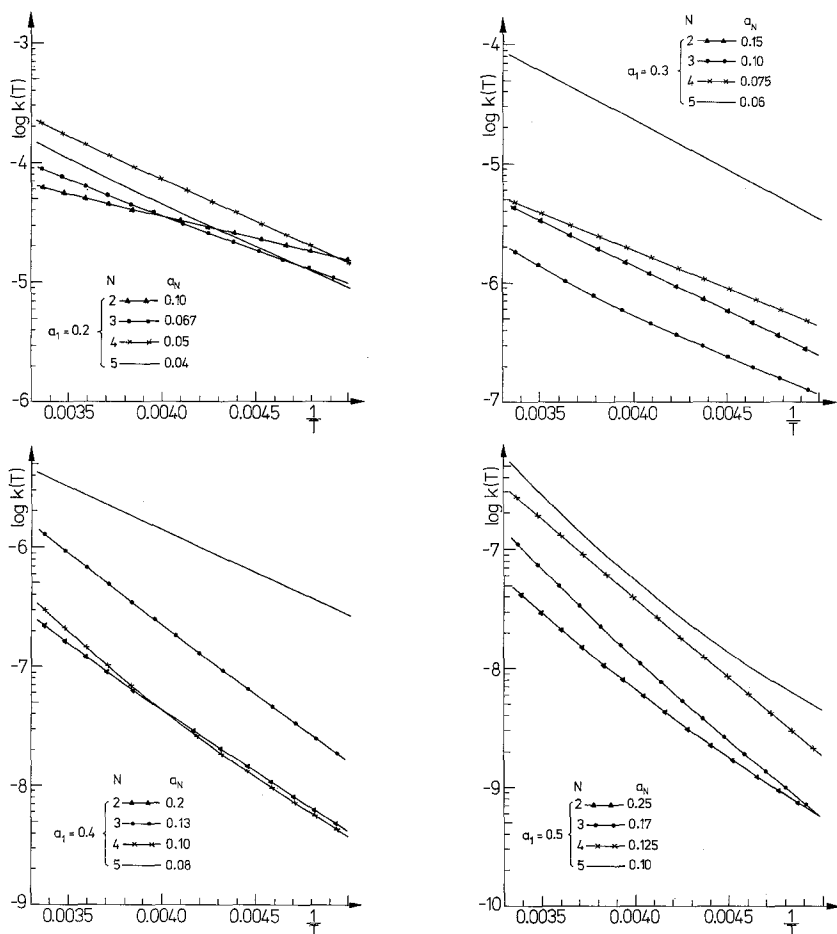 -3
log k(T)
-4
-5
-6
N a_N
2 0.10
3 0.067
a₁=0.2
4 0.05
5 0.04
0.0035 0.0040 0.0045 1/T
-4
log k(T)
-5
-6
-7
N a_N
2 0.15
3 0.10
a₁=0.3
4 0.075
5 0.06
0.0035 0.0040 0.0045 1/T
log k(T)
-6
-7
-8
-9
N a_N
2 0.2
3 0.13
a₁=0.4
4 0.10
5 0.08
0.0035 0.0040 0.0045 1/T
log k(T)
-7
-8
-9
-10
N a_N
2 0.25
3 0.17
a₁=0.5
4 0.125
5 0.10
0.0035 0.0040 0.0045 1/T